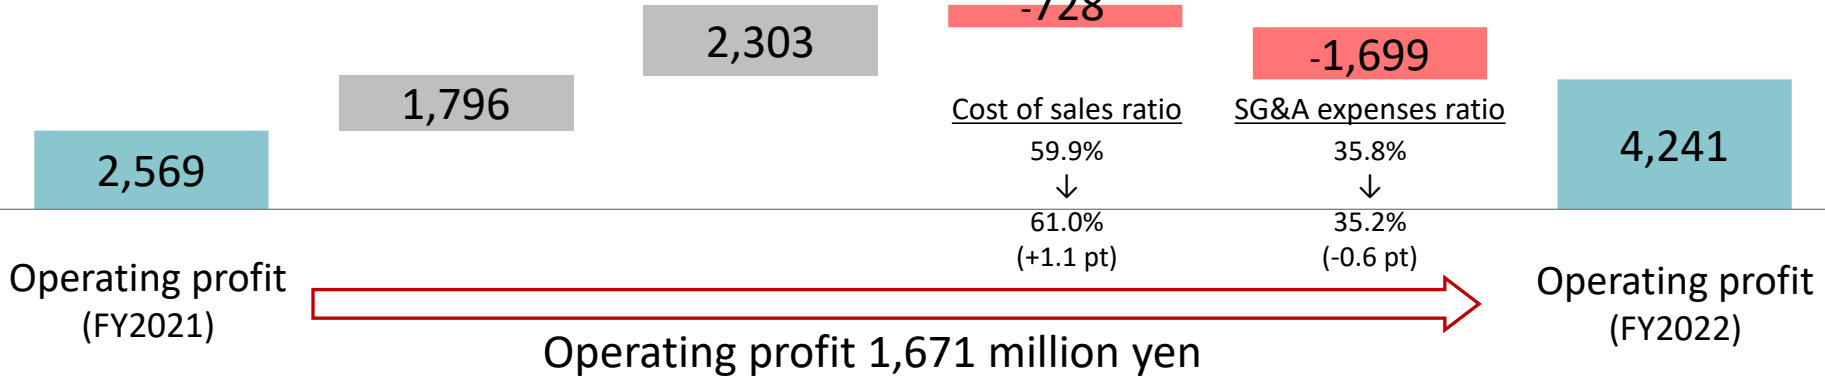 -728
2,303
-1,699
1,796
Cost of sales ratio
SG&A expenses ratio
2,569
59.9%
35.8%
4,241
↓
↓
61.0%
35.2%
(+1.1 pt)
(-0.6 pt)
Operating profit
(FY2021)
Operating profit
(FY2022)
Operating profit 1,671 million yen